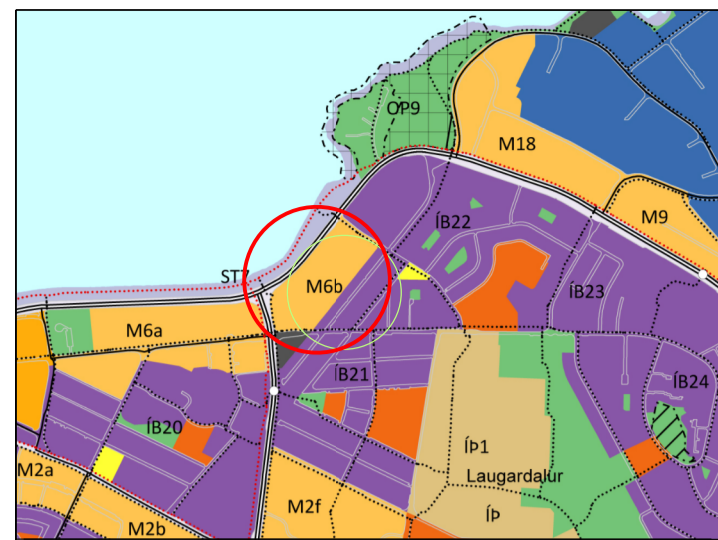 OP9
M18
M9
ÍB22
ST7
M6b
ÍB23
M6a
ÍB21
ÍB24
ÍB20
ÍÞ1
M2a
Laugardalur
M2f
ÍÞ
M2b